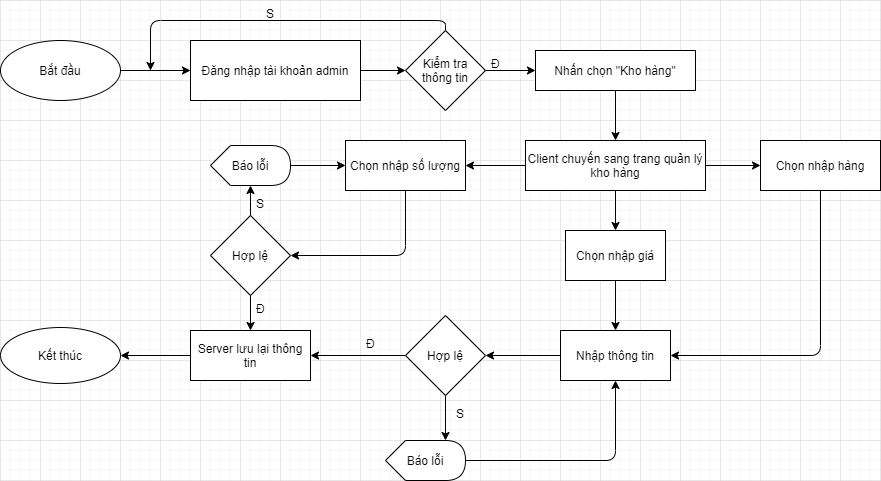 S
Bắt đầu
Đăng nhập tài khoản admin
Kiểm tra
thông tin
Đ
Nhấn chọn "Kho hàng"
Báo lỗi
Chọn nhập số lượng
Client chuyến sang trang quản lý
kho hàng
Chọn nhập hàng
S
Hợp lệ
Chọn nhập giá
Đ
Kết thúc
Server lưu lại thông
tin
Đ
Hợp lệ
Nhập thông tin
S
Báo lỗi